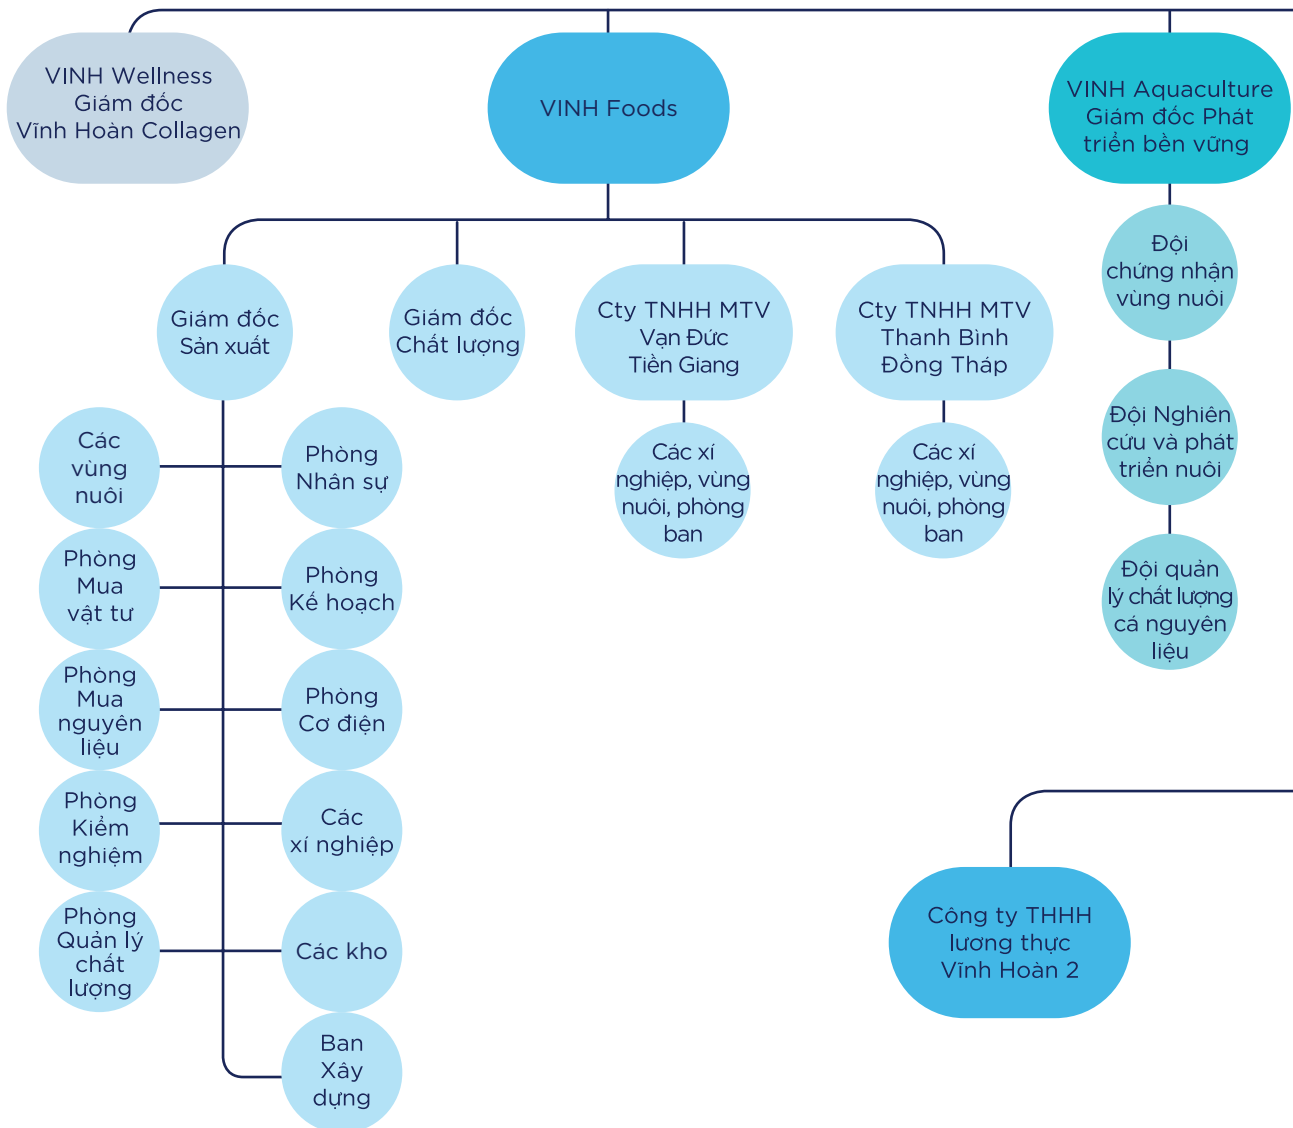 VINH Wellness
Giám đốc
Vĩnh Hoàn Collagen
VINH Foods
VINH Aquaculture
Giám đốc Phát
triển bền vững
Giám đốc
Sản xuất
Giám đốc
Chất lượng
Cty TNHH MTV
Vạn Đức
Tiền Giang
Cty TNHH MTV
Thanh Bình
Đồng Tháp
Đội
chứng nhận
vùng nuôi
Đội Nghiên
cứu và phát
triển nuôi
Đội quản
lý chất lượng
cá nguyên
liệu
Các xí
nghiệp, vùng
nuôi, phòng
ban
Các xí
nghiệp, vùng
nuôi, phòng
ban
Các
vùng
nuôi
Phòng
Nhân sự
Phòng
Mua
vật tư
Phòng
Kế hoạch
Phòng
Mua
nguyên
liệu
Phòng
Cơ điện
Phòng
Kiểm
nghiệm
Các
xí nghiệp
Phòng
Quản lý
chất
lượng
Các kho
Ban
Xây
dựng
Công ty THHH
lương thực
Vĩnh Hoàn 2